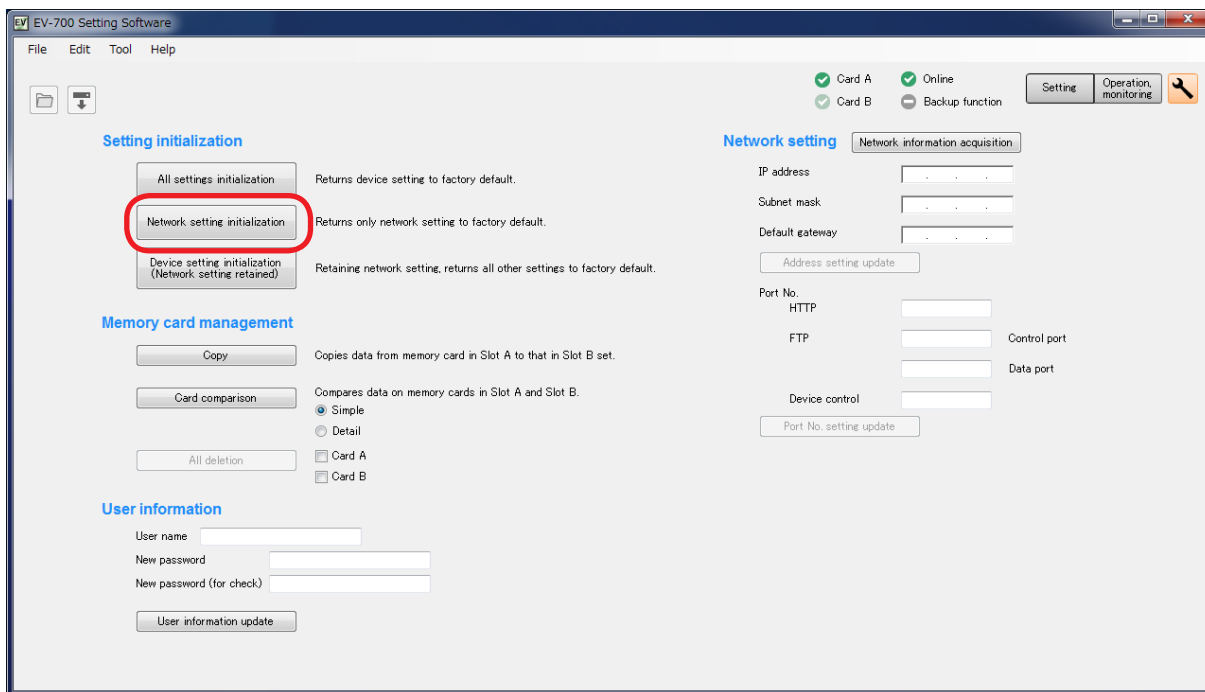 EV EV-700 Setting Software
File Edit Tool Help
Card A Online
Card B Backup function
Setting
Operation,
monitoring
Setting initialization
All settings initialization Returns device setting to factory default.
Network setting initialization Returns only network setting to factory default.
Device setting initialization
(Network setting retained)
Retaining network setting, returns all other settings to factory default.
Memory card management
Copy Copies data from memory card in Slot A to that in Slot B set.
Card comparison Compares data on memory cards in Slot A and Slot B.
Simple
Detail
All deletion Card A
Card B
User information
User name
New password
New password (for check)
User information update
Network setting Network information acquisition
IP address . . .
Subnet mask . . .
Default gateway . . .
Address setting update
Port No.
HTTP
FTP Control port
Data port
Device control
Port No. setting update